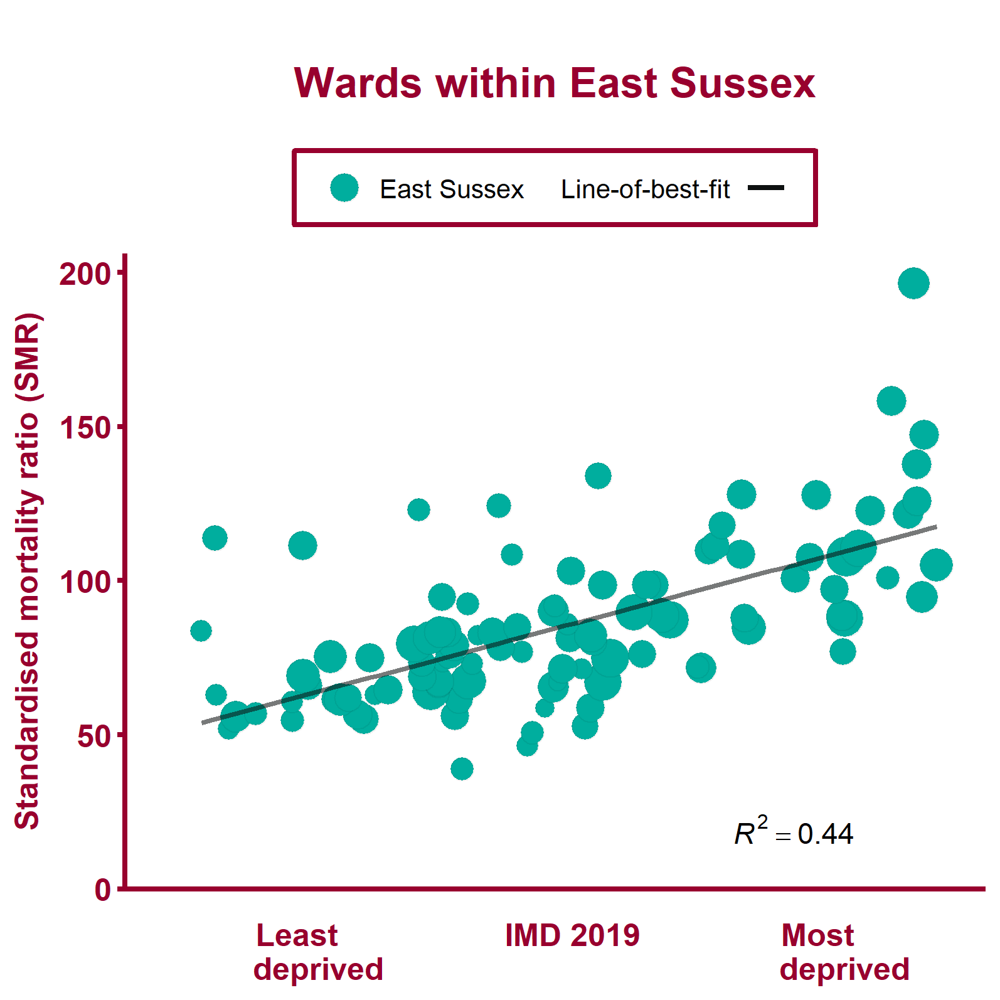 Wards within East Sussex
East Sussex Line-of-best-fit
Standardised mortality ratio (SMR)
200
150
100
50
0
R² = 0.44
Least deprived
IMD 2019
Most deprived